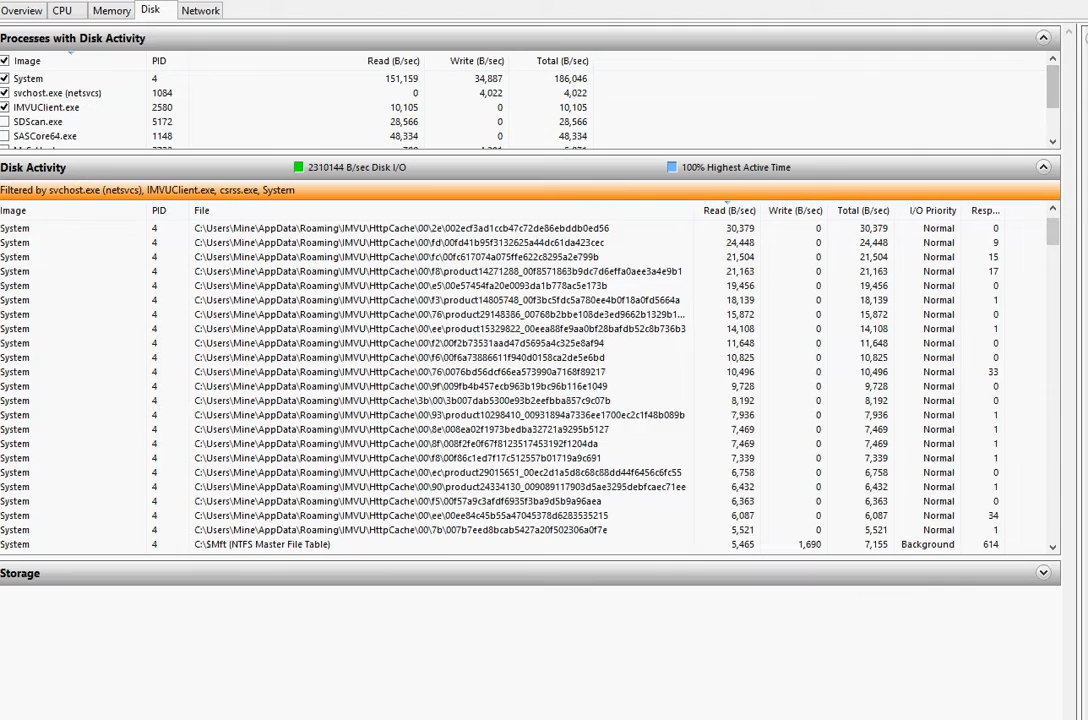 Overview CPU Memory Disk Network
Processes with Disk Activity
Image PID Read (B/sec) Write (B/sec) Total (B/sec)
System 4 151,159 34,887 186,046
svchost.exe (netsvcs) 1084 0 4,022 4,022
IMVUClient.exe 2580 10,105 0 10,105
SDScan.exe 5172 28,566 0 28,566
SASCore64.exe 1148 48,334 0 48,334
Disk Activity 2310144 B/sec Disk I/O 100% Highest Active Time
Filtered by svchost.exe (netsvcs), IMVUClient.exe, csrss.exe, System
Image PID File Read (B/sec) Write (B/sec) Total (B/sec) I/O Priority Resp...
System 4 C:\Users\Mine\AppData\Roaming\IMVU\HttpCache\00\2e\002ecf3ad1ccb47c72de86ebddb0ed56 30,379 0 30,379 Normal 0
System 4 C:\Users\Mine\AppData\Roaming\IMVU\HttpCache\00\fd\00fd41b95f3132625a44dc61da423cec 24,448 0 24,448 Normal 9
System 4 C:\Users\Mine\AppData\Roaming\IMVU\HttpCache\00\fc\00fc617074a075ffe622c8295a2e799b 21,504 0 21,504 Normal 15
System 4 C:\Users\Mine\AppData\Roaming\IMVU\HttpCache\00\f8\product14271288_00f8571863b9dc7d6effa0aee3a4e9b1 21,163 0 21,163 Normal 17
System 4 C:\Users\Mine\AppData\Roaming\IMVU\HttpCache\00\e5\00e57454fa20e0093da1b778ac5e173b 19,456 0 19,456 Normal 0
System 4 C:\Users\Mine\AppData\Roaming\IMVU\HttpCache\00\f3\product14805748_00f3bc5fdc5a780ee4b0f18a0fd5664a 18,139 0 18,139 Normal 1
System 4 C:\Users\Mine\AppData\Roaming\IMVU\HttpCache\00\76\product29148386_00768b2bbe108de3ed9662b1329b1... 15,872 0 15,872 Normal 0
System 4 C:\Users\Mine\AppData\Roaming\IMVU\HttpCache\00\ee\product15329822_00eea88fe9aa0bf28bafdb52c8b736b3 14,108 0 14,108 Normal 1
System 4 C:\Users\Mine\AppData\Roaming\IMVU\HttpCache\00\f2\00f2b73531aad47d5695a4c325e8af94 11,648 0 11,648 Normal 0
System 4 C:\Users\Mine\AppData\Roaming\IMVU\HttpCache\00\f6\00f6a73886611f940d0158ca2de5e6bd 10,825 0 10,825 Normal 0
System 4 C:\Users\Mine\AppData\Roaming\IMVU\HttpCache\00\76\0076bd56dcf66ea573990a7168f89217 10,496 0 10,496 Normal 33
System 4 C:\Users\Mine\AppData\Roaming\IMVU\HttpCache\00\9f\009fb4b457ecb963b19bc96b116e1049 9,728 0 9,728 Normal 0
System 4 C:\Users\Mine\AppData\Roaming\IMVU\HttpCache\00\3b\003b007dab5300e93b2eefbba857c9c07b 8,192 0 8,192 Normal 0
System 4 C:\Users\Mine\AppData\Roaming\IMVU\HttpCache\00\93\product10298410_00931894a7336ee1700ec2c1f48b089b 7,936 0 7,936 Normal 1
System 4 C:\Users\Mine\AppData\Roaming\IMVU\HttpCache\00\8e\008ea02f1973bedba32721a9295b5127 7,469 0 7,469 Normal 1
System 4 C:\Users\Mine\AppData\Roaming\IMVU\HttpCache\00\8f\008f2fe0f67f8123517453192f1204da 7,469 0 7,469 Normal 1
System 4 C:\Users\Mine\AppData\Roaming\IMVU\HttpCache\00\f8\00f86c1ed7f17c512557b01719a9c691 7,339 0 7,339 Normal 1
System 4 C:\Users\Mine\AppData\Roaming\IMVU\HttpCache\00\ec\product29015651_00ec2d1a5d8c68c88dd44f6456c6fc55 6,758 0 6,758 Normal 0
System 4 C:\Users\Mine\AppData\Roaming\IMVU\HttpCache\00\90\product24334130_009089117903d5ae3295debfcaec71ee 6,432 0 6,432 Normal 1
System 4 C:\Users\Mine\AppData\Roaming\IMVU\HttpCache\00\f5\00f57a9c3afdf6935f3ba9d5b9a96aea 6,363 0 6,363 Normal 0
System 4 C:\Users\Mine\AppData\Roaming\IMVU\HttpCache\00\ee\00ee84c45b55a47045378d6283535215 6,087 0 6,087 Normal 34
System 4 C:\Users\Mine\AppData\Roaming\IMVU\HttpCache\00\7b\007b7eed8bcab5427a20f502306a0f7e 5,521 0 5,521 Normal 1
System 4 C:\$Mft (NTFS Master File Table) 5,465 1,690 7,155 Background 614
Storage